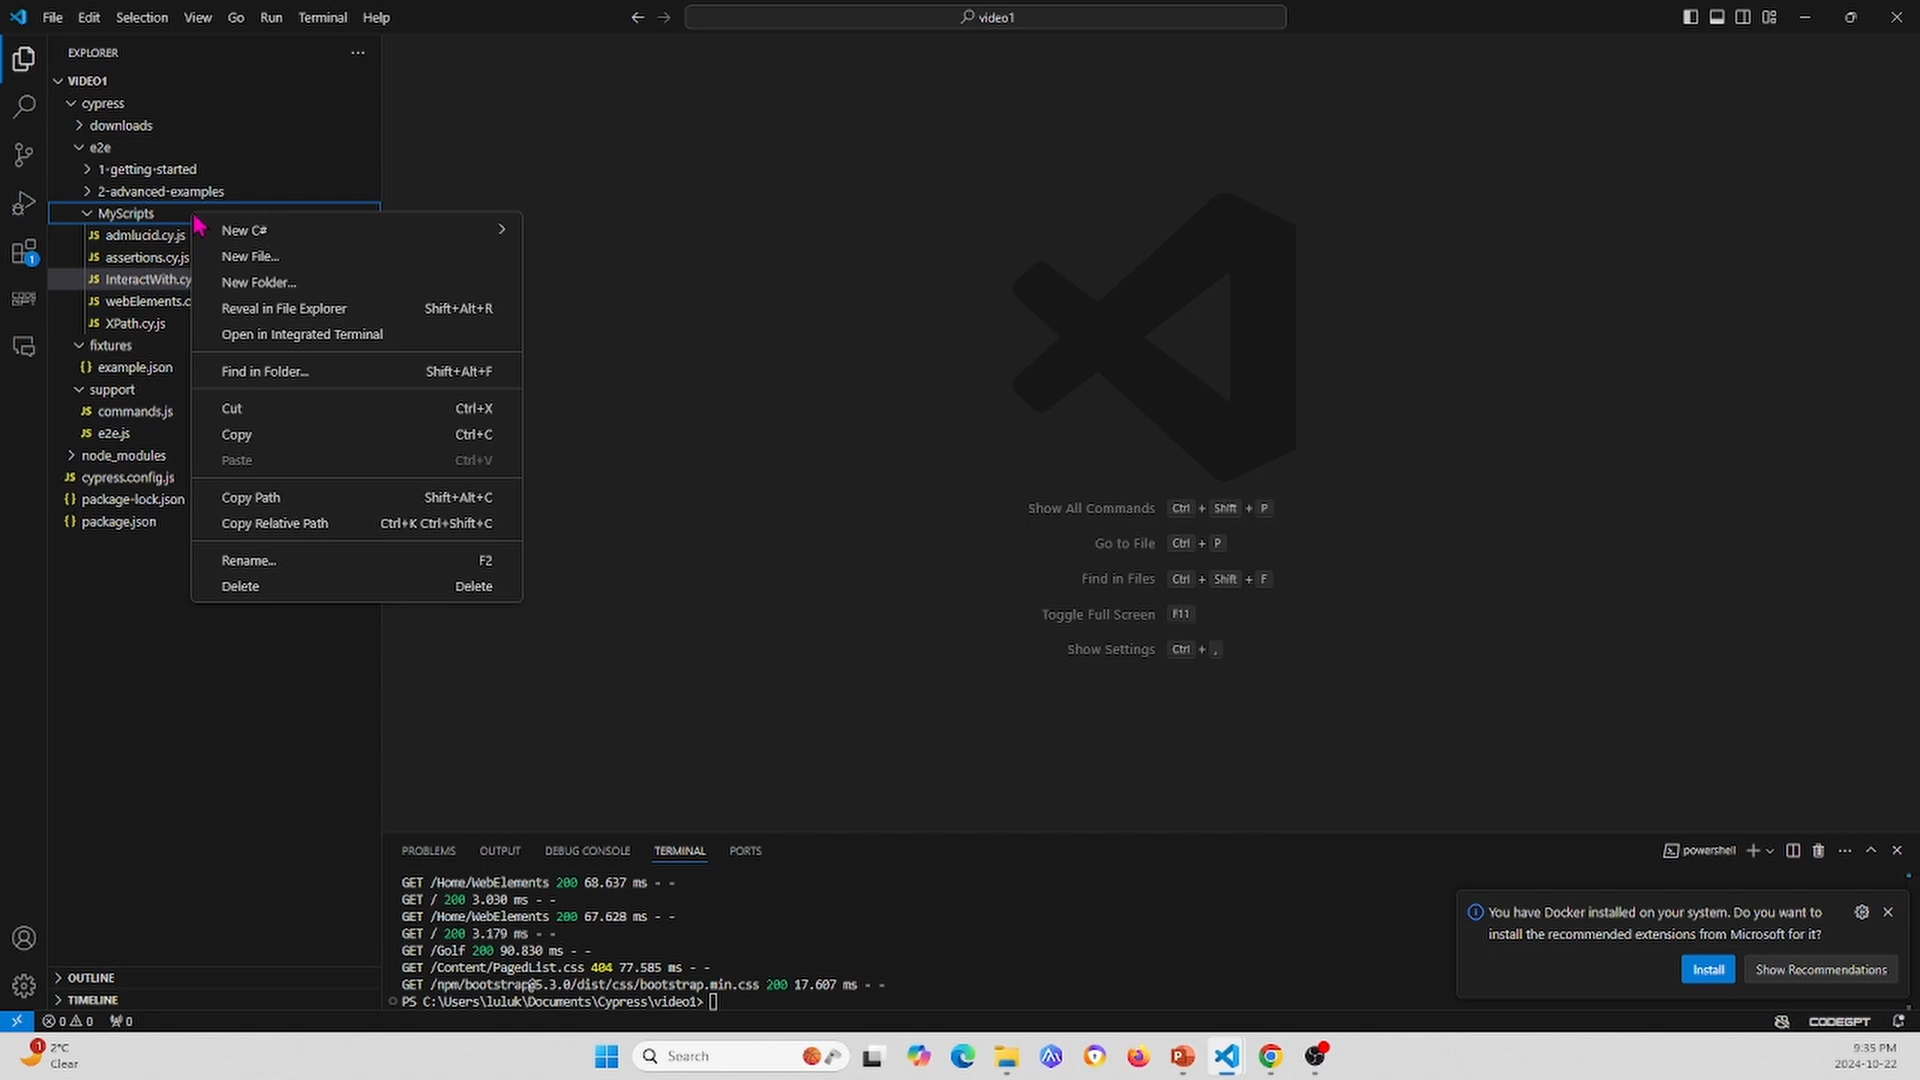 File Edit Selection View Go Run Terminal Help
video1
EXPLORER
VIDEO1
cypress
downloads
e2e
1-getting-started
2-advanced-examples
MyScripts
JS admlucid.cy.js
JS assertions.cy.js
JS InteractWith.cy
JS webElements.c
JS XPath.cy.js
fixtures
{} example.json
support
JS commands.js
JS e2e.js
node_modules
JS cypress.config.js
{} package-lock.json
{} package.json
New C#
New File...
New Folder...
Reveal in File Explorer Shift+Alt+R
Open in Integrated Terminal
Find in Folder... Shift+Alt+F
Cut Ctrl+X
Copy Ctrl+C
Paste Ctrl+V
Copy Path Shift+Alt+C
Copy Relative Path Ctrl+K Ctrl+Shift+C
Rename... F2
Delete Delete
Show All Commands Ctrl + Shift + P
Go to File Ctrl + P
Find in Files Ctrl + Shift + F
Toggle Full Screen F11
Show Settings Ctrl + ,
PROBLEMS OUTPUT DEBUG CONSOLE TERMINAL PORTS
powershell
GET /Home/WebElements 200 68.637 ms - -
GET / 200 3.030 ms - -
GET /Home/WebElements 200 67.628 ms - -
GET / 200 3.179 ms - -
GET /Golf 200 90.830 ms - -
GET /Content/PagedList.css 404 77.585 ms - -
GET /npm/bootstrap@5.3.0/dist/css/bootstrap.min.css 200 17.607 ms - -
PS C:\Users\luluk\Documents\Cypress\video1>
You have Docker installed on your system. Do you want to
install the recommended extensions from Microsoft for it?
Install Show Recommendations
OUTLINE
TIMELINE
1
0 0 0
CODEGPT
1
2°C
Clear
Search
9:35 PM
2024-10-22